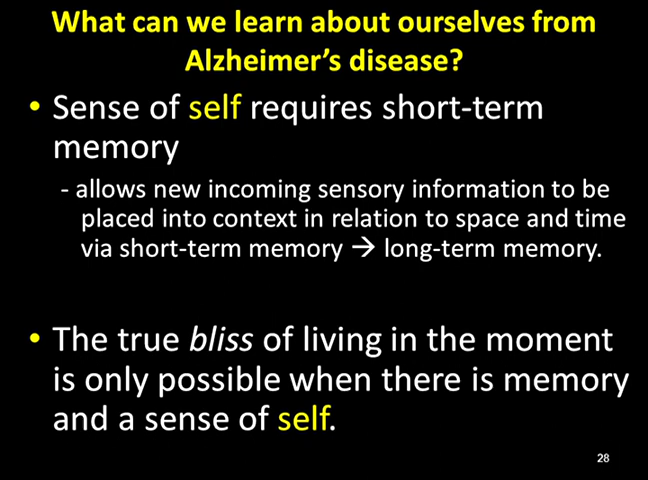 What can we learn about ourselves from
Alzheimer's disease?
• Sense of self requires short-term
memory
- allows new incoming sensory information to be
placed into context in relation to space and time
via short-term memory → long-term memory.
• The true bliss of living in the moment
is only possible when there is memory
and a sense of self.
28